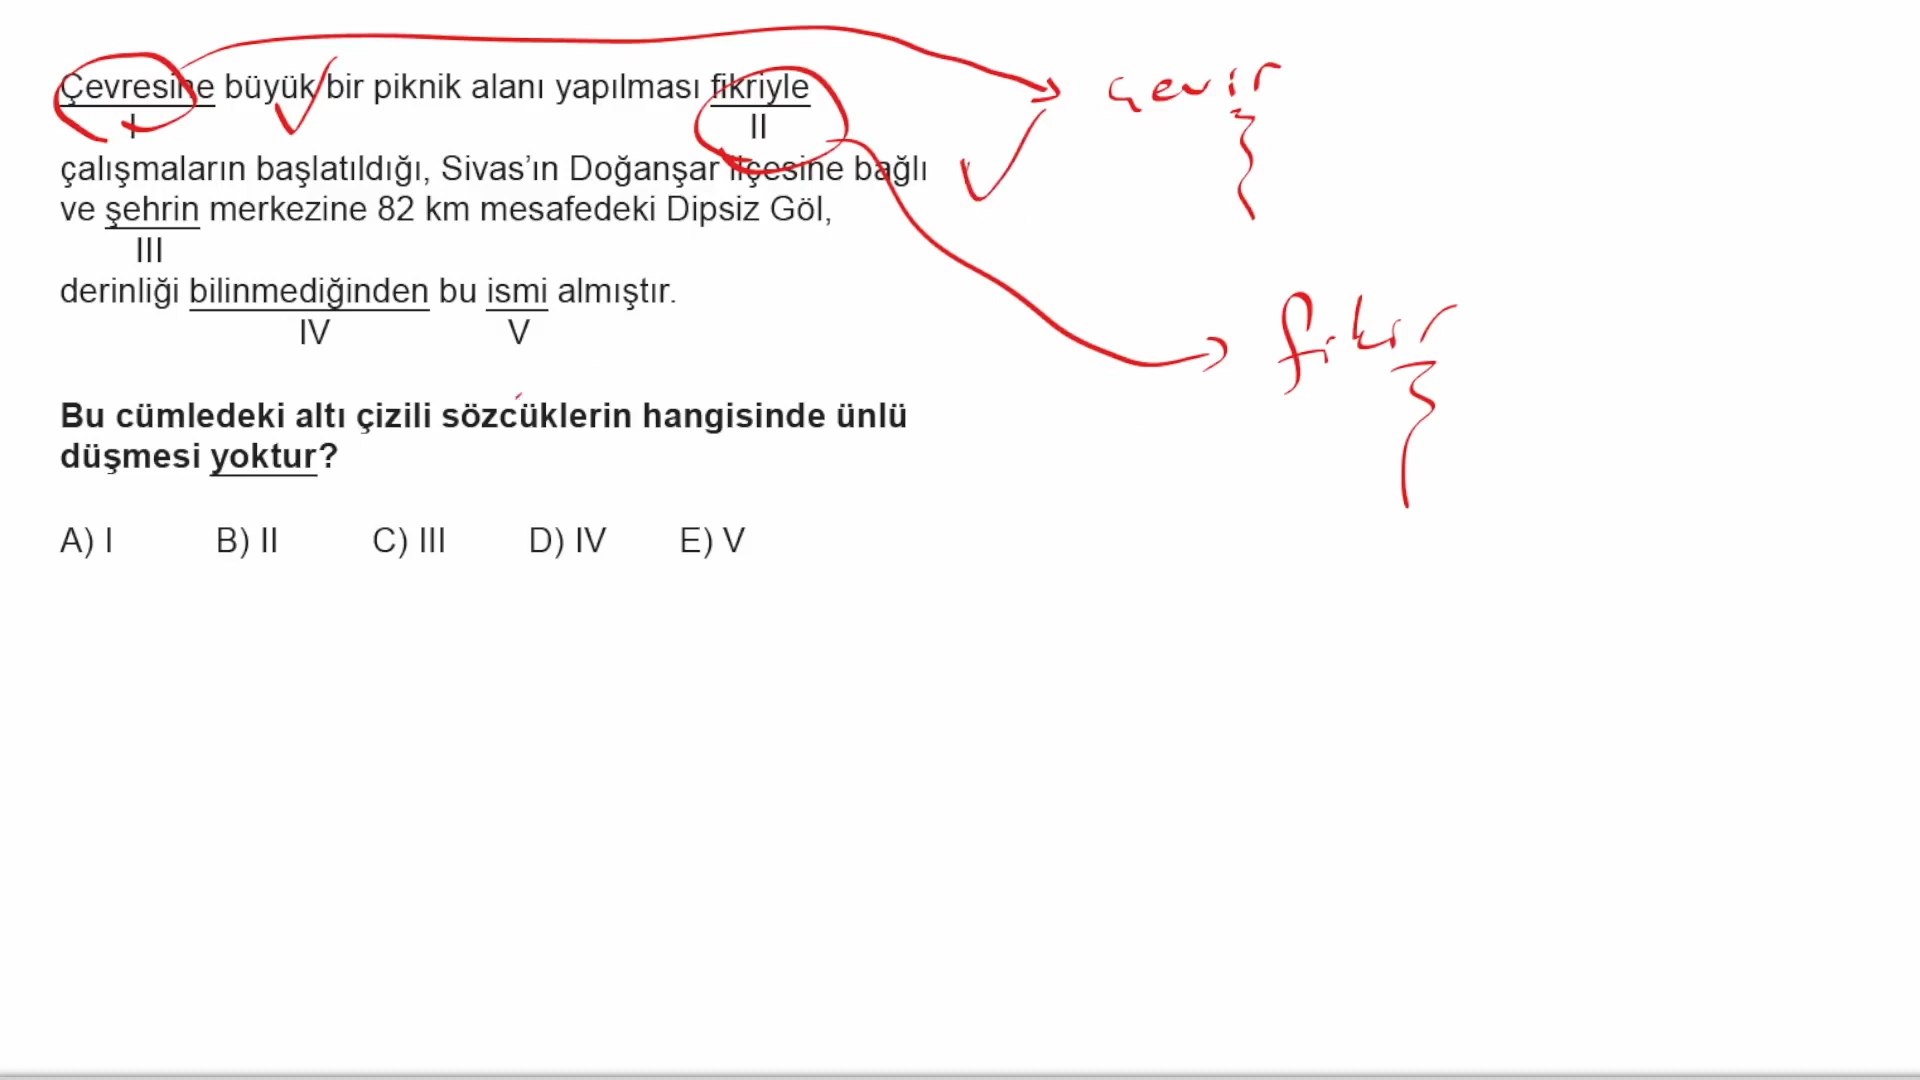 Çevresine büyük bir piknik alanı yapılması fikriyle
I II
çalışmaların başlatıldığı, Sivas’ın Doğanşar ilçesine bağlı
ve şehrin merkezine 82 km mesafedeki Dipsiz Göl,
III
derinliği bilinmediğinden bu ismi almıştır.
IV V
Bu cümledeki altı çizili sözcüklerin hangisinde ünlü
düşmesi yoktur?
A) I B) II C) III D) IV E) V
çevir
fikir